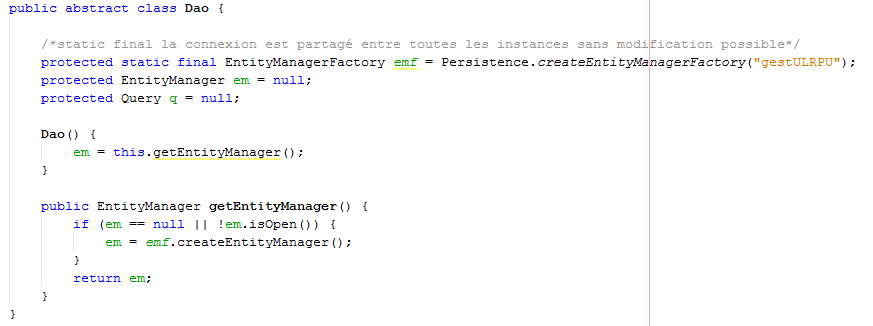 public abstract class Dao {
/*static final la connexion est partagé entre toutes les instances sans modification possible*/
protected static final EntityManagerFactory emf = Persistence.createEntityManagerFactory("gestULRPU");
protected EntityManager em = null;
protected Query q = null;
Dao() {
em = this.getEntityManager();
}
public EntityManager getEntityManager() {
if (em == null || !em.isOpen()) {
em = emf.createEntityManager();
}
return em;
}
}